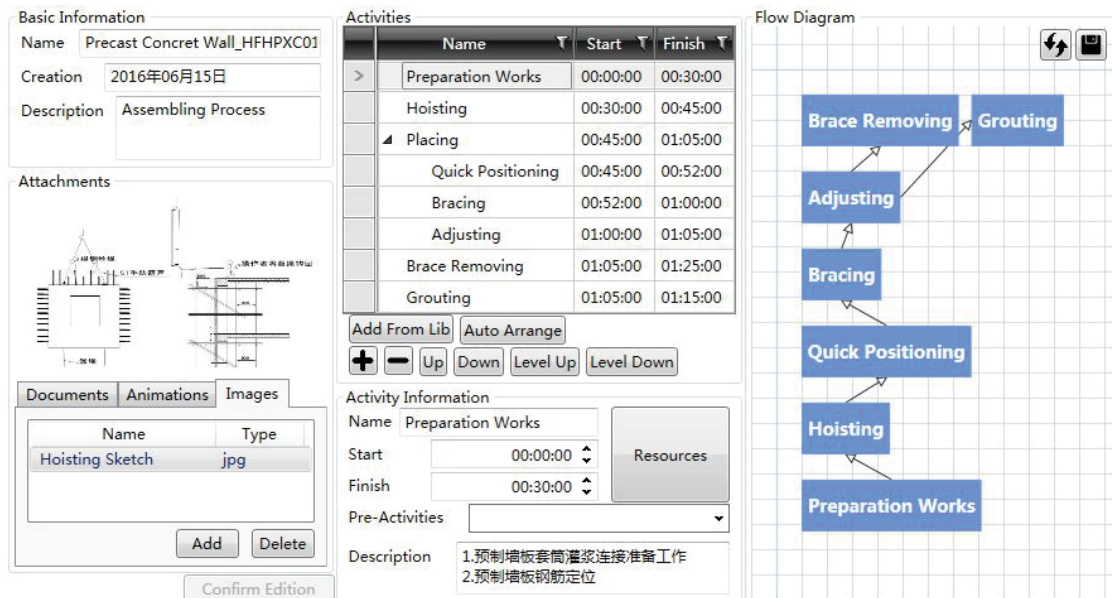 Basic Information
Name Precast Concret Wall_HFHPXC01
Creation 2016年06月15日
Description Assembling Process
Attachments
Documents Animations Images
Name Type
Hoisting Sketch jpg
Add Delete
Confirm Edition
Activities
Name Start Finish
Preparation Works 00:00:00 00:30:00
Hoisting 00:30:00 00:45:00
Placing 00:45:00 01:05:00
Quick Positioning 00:45:00 00:52:00
Bracing 00:52:00 01:00:00
Adjusting 01:00:00 01:05:00
Brace Removing 01:05:00 01:25:00
Grouting 01:05:00 01:15:00
Add From Lib Auto Arrange
Up Down Level Up Level Down
Activity Information
Name Preparation Works
Start 00:00:00
Finish 00:30:00
Resources
Pre-Activities
Description 1.预制墙板套筒灌浆连接准备工作
2.预制墙板钢筋定位
Flow Diagram
Brace Removing Grouting
Adjusting
Bracing
Quick Positioning
Hoisting
Preparation Works